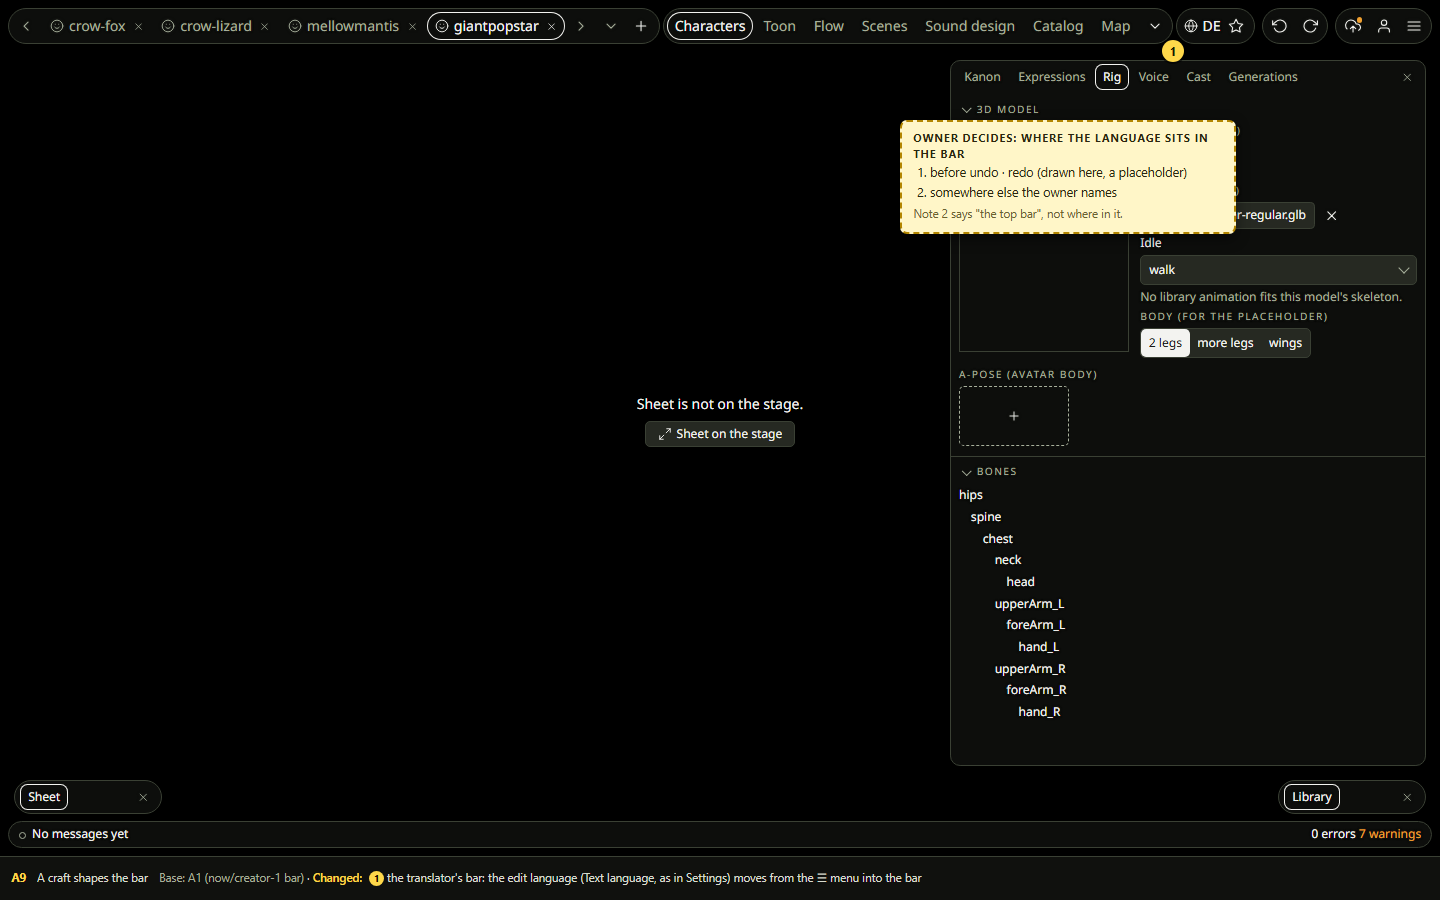 crow-fox crow-lizard mellowmantis giantpopstar Characters Toon Flow Scenes Sound design Catalog Map DE
1
Kanon Expressions Rig Voice Cast Generations
3D MODEL
OWNER DECIDES: WHERE THE LANGUAGE SITS IN
THE BAR
1. before undo · redo (drawn here, a placeholder)
2. somewhere else the owner names
Note 2 says "the top bar", not where in it.
r-regular.glb
Idle
walk
No library animation fits this model's skeleton.
BODY (FOR THE PLACEHOLDER)
2 legs more legs wings
A-POSE (AVATAR BODY)
Sheet is not on the stage.
Sheet on the stage
BONES
hips
spine
chest
neck
head
upperArm_L
foreArm_L
hand_L
upperArm_R
foreArm_R
hand_R
Sheet
Library
No messages yet
0 errors 7 warnings
A9 A craft shapes the bar Base: A1 (now/creator-1 bar) · Changed: 1 the translator's bar: the edit language (Text language, as in Settings) moves from the ☰ menu into the bar